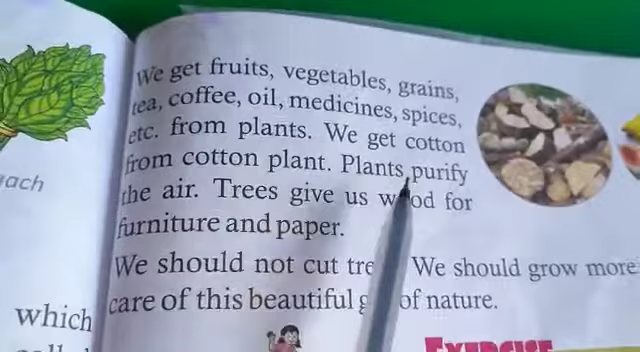 We get fruits, vegetables, grains,
tea, coffee, oil, medicines, spices,
etc. from plants. We get cotton
from cotton plant. Plants purify
the air. Trees give us wood for
furniture and paper.
We should not cut We should grow more
care of this beautiful of nature.
which
EXERCISE